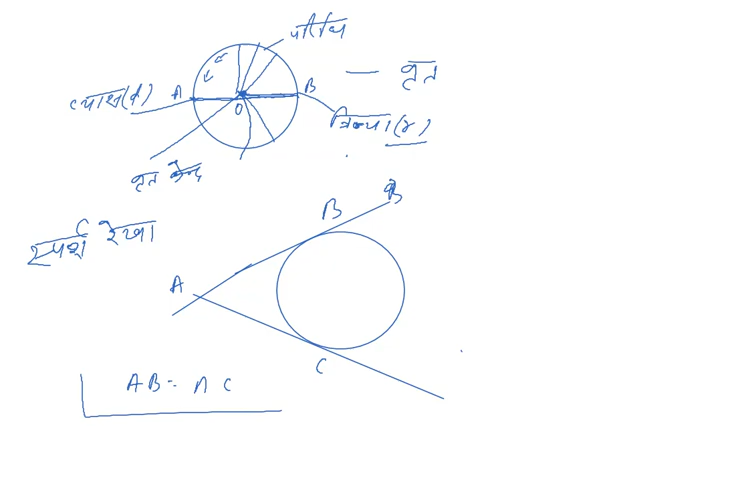 परिधि
व्यास(d) A B — वृत
O त्रिज्या(r)
वृत केन्द्र
स्पर्श रेखा
B B
A
C
AB = AC